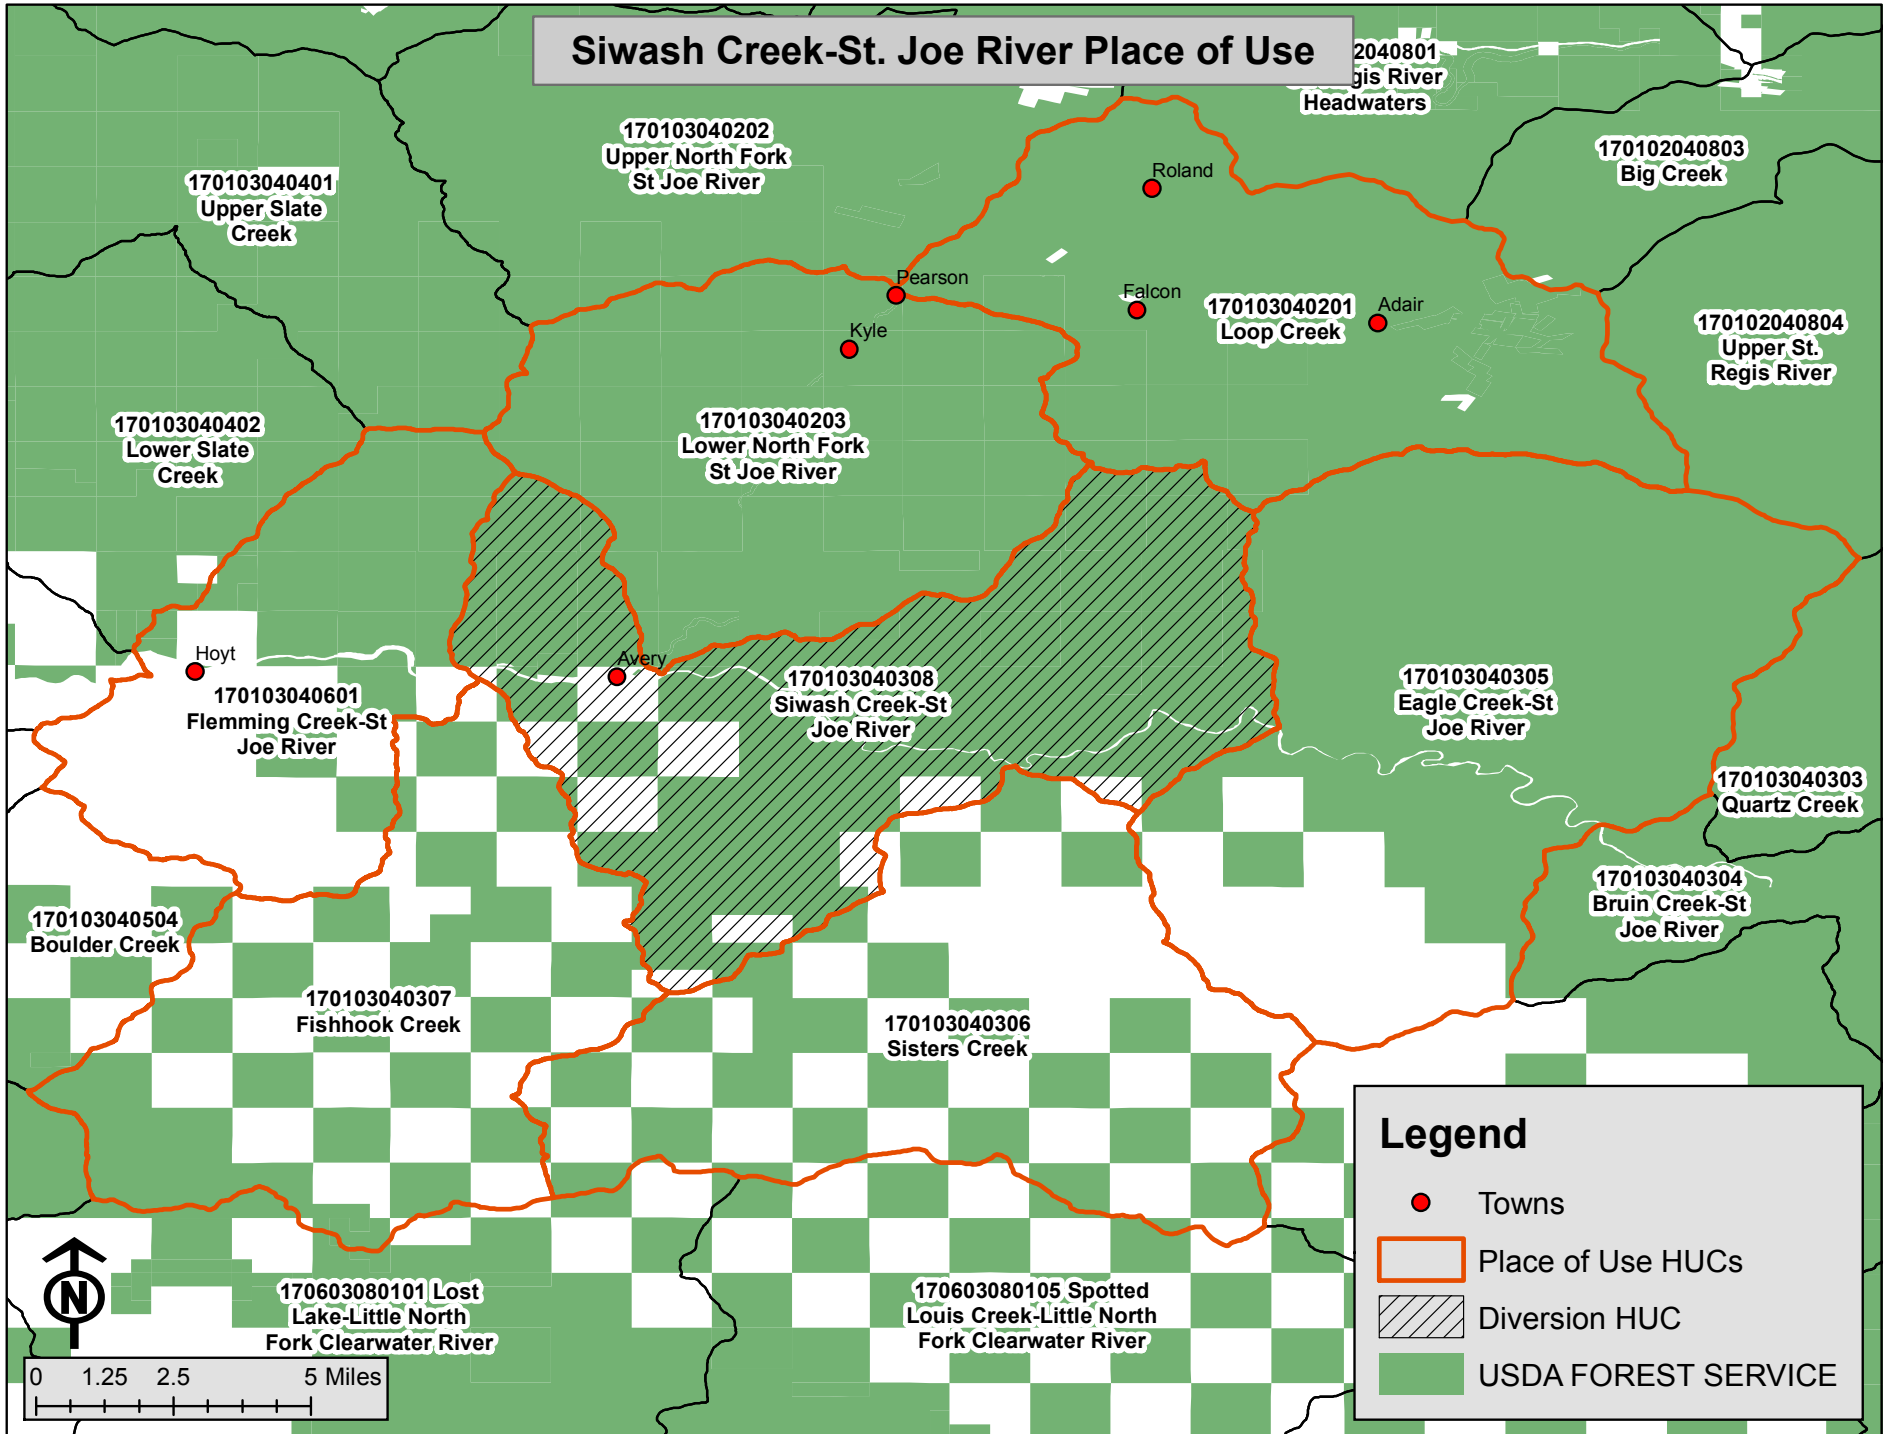 Siwash Creek-St. Joe River Place of Use
2040801
gis River
Headwaters
170103040202
Upper North Fork
St Joe River
170102040803
Big Creek
Roland
170103040401
Upper Slate
Creek
Pearson
Falcon
170103040201
Loop Creek
Adair
Kyle
170102040804
Upper St.
Regis River
170103040402
Lower Slate
Creek
170103040203
Lower North Fork
St Joe River
Hoyt
Avery
170103040601
Flemming Creek-St
Joe River
170103040308
Siwash Creek-St
Joe River
170103040305
Eagle Creek-St
Joe River
170103040303
Quartz Creek
170103040304
Bruin Creek-St
Joe River
170103040504
Boulder Creek
170103040307
Fishhook Creek
170103040306
Sisters Creek
170603080101 Lost
Lake-Little North
Fork Clearwater River
170603080105 Spotted
Louis Creek-Little North
Fork Clearwater River
N
0 1.25 2.5 5 Miles
Legend
Towns
Place of Use HUCs
Diversion HUC
USDA FOREST SERVICE